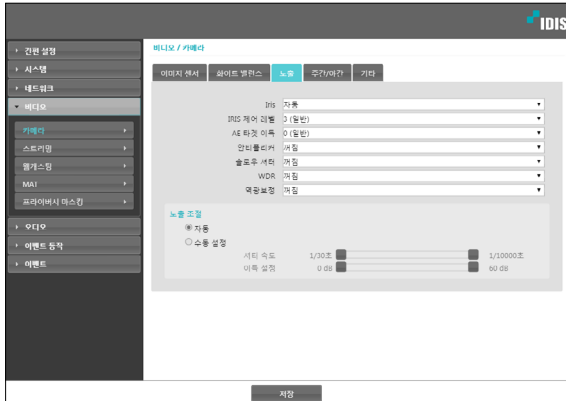 IDIS
간편 설정
시스템
네트워크
비디오
카메라
스트리밍
웹캐스팅
MAT
프라이버시 마스킹
오디오
이벤트 동작
이벤트
비디오 / 카메라
이미지 센서 화이트 밸런스 노출 주간/야간 기타
Iris 자동
IRIS 제어 레벨 0 (일반)
AE 타겟 이득 0 (일반)
안티플리커 꺼짐
슬로우 셔터 꺼짐
WDR 꺼짐
역광보정 꺼짐
노출 조절
자동
수동 설정
셔터 속도 1/30초 1/10000초
이득 설정 0 dB 60 dB
저장